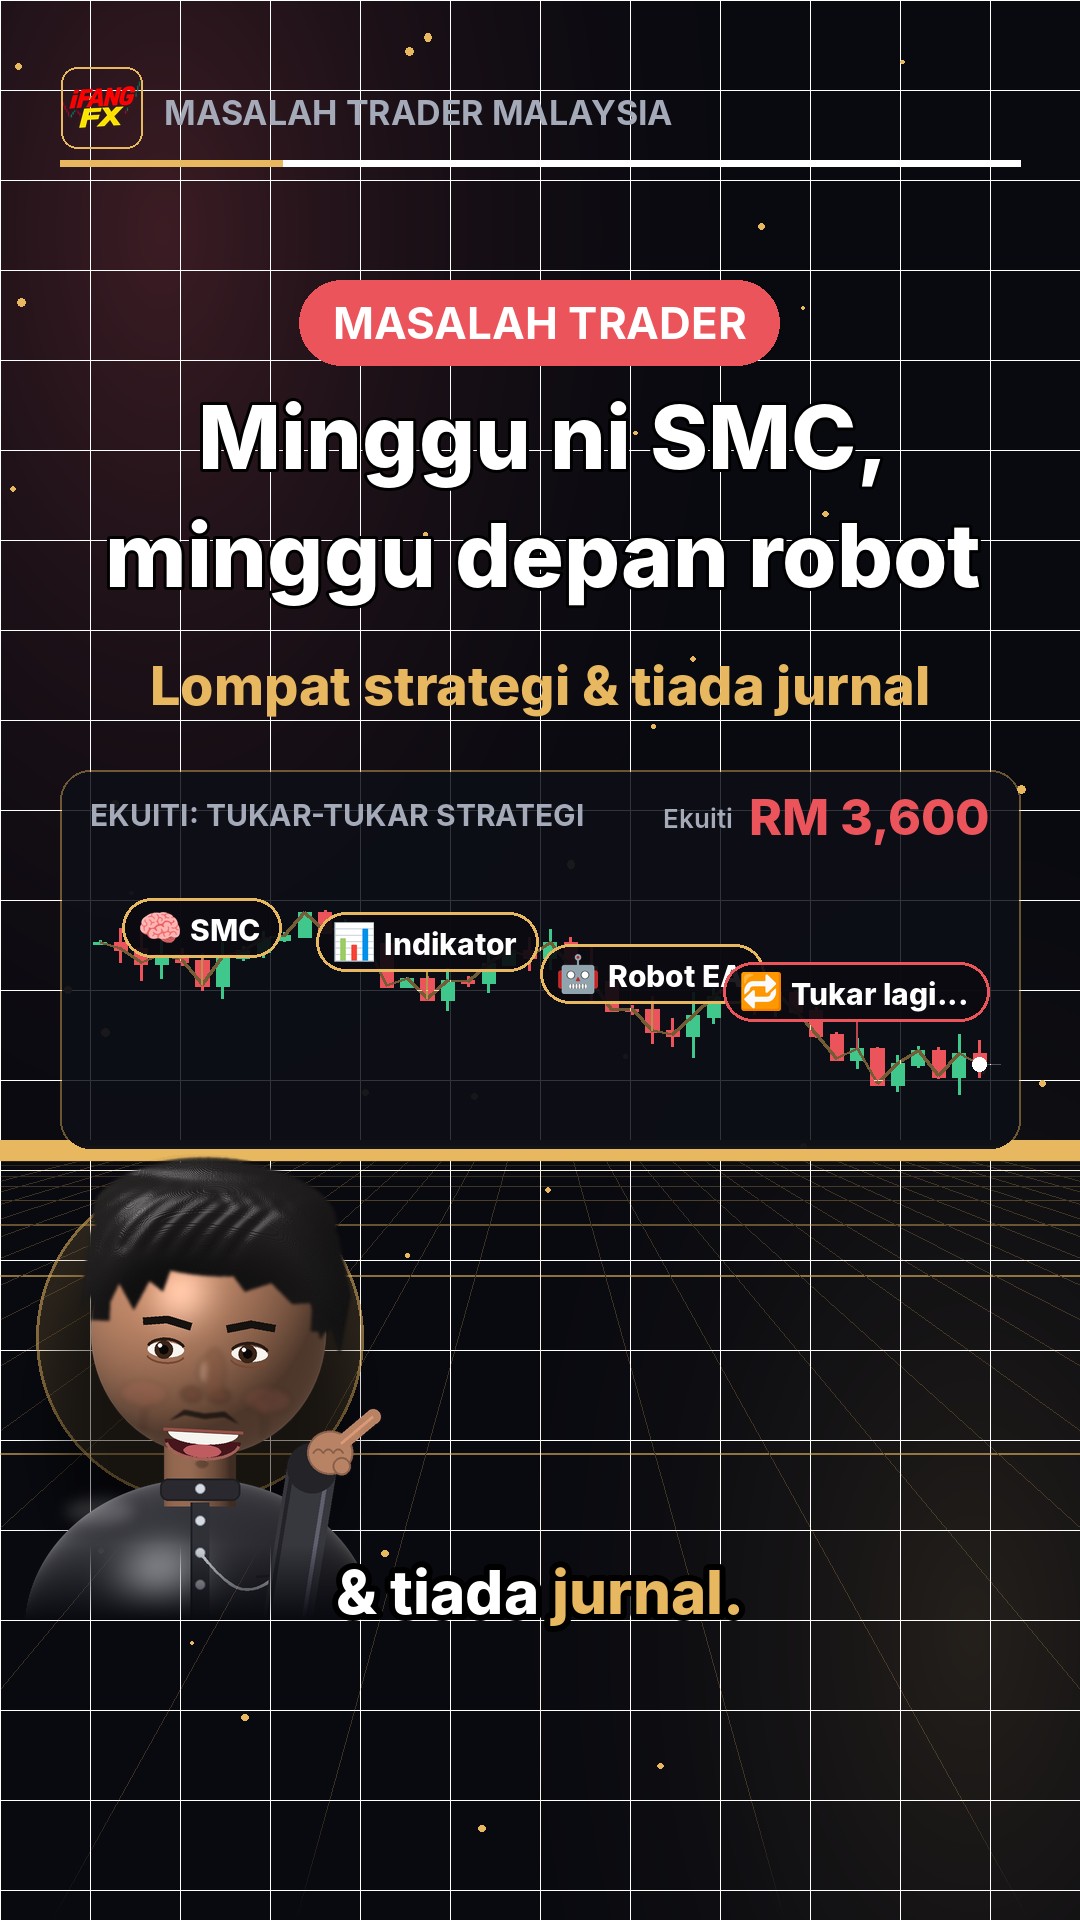 iFANG
FX
MASALAH TRADER MALAYSIA
MASALAH TRADER
Minggu ni SMC,
minggu depan robot
Lompat strategi & tiada jurnal
EKUITI: TUKAR-TUKAR STRATEGI
Ekuiti RM 3,600
SMC
Indikator
Robot EA
Tukar lagi...
& tiada jurnal.